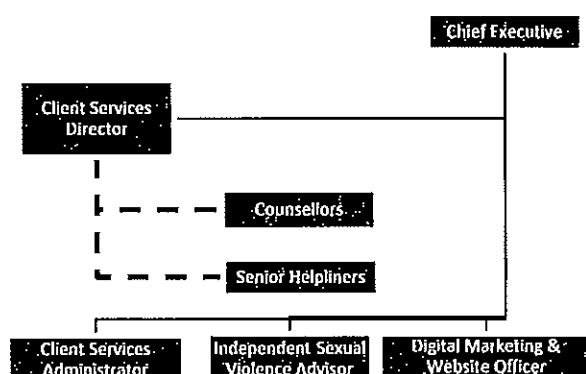 Chief Executive
Client Services
Director
Counsellors
Senior Helpliners
Client Services
Administrator
Independent Sexual
Violence Advisor
Digital Marketing &
Website Officer